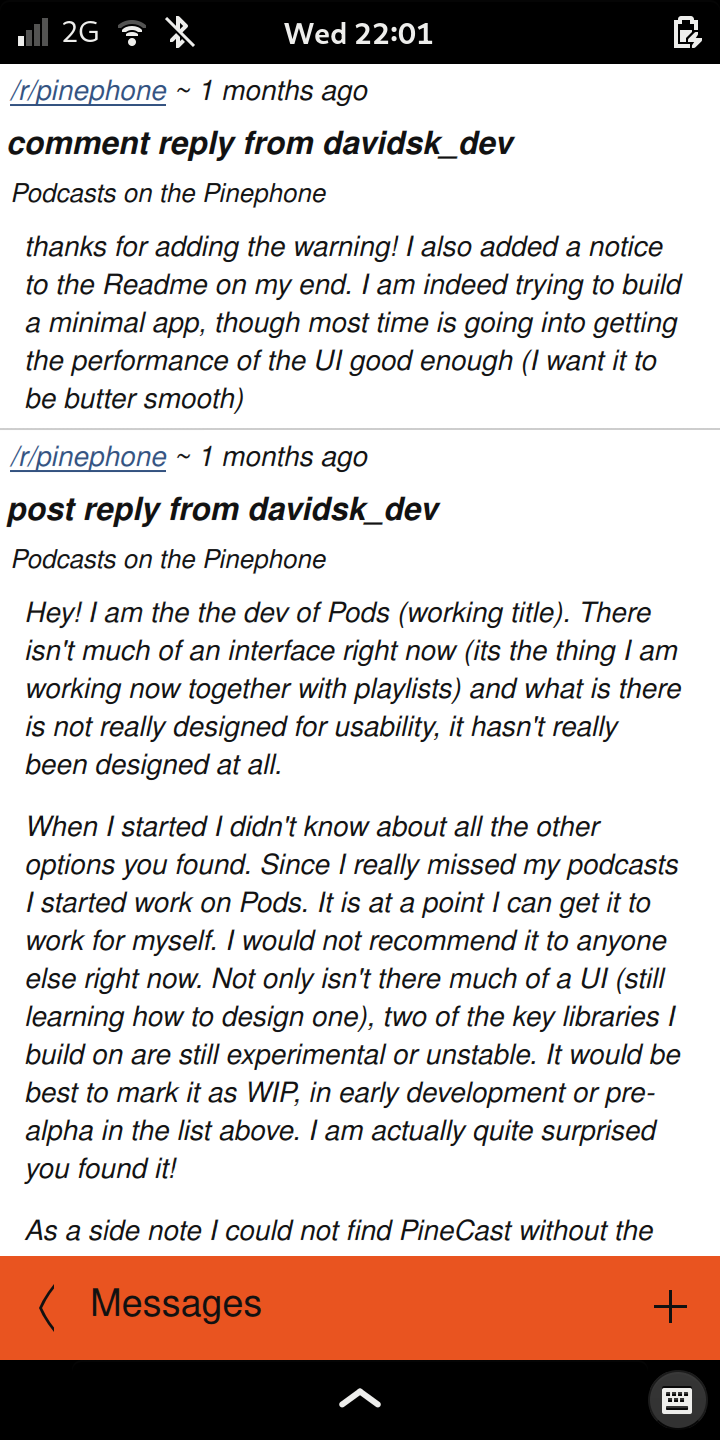 2G
Wed 22:01
/r/pinephone ~ 1 months ago
comment reply from davidsk_dev
Podcasts on the Pinephone
thanks for adding the warning! I also added a notice
to the Readme on my end. I am indeed trying to build
a minimal app, though most time is going into getting
the performance of the UI good enough (I want it to
be butter smooth)
/r/pinephone ~ 1 months ago
post reply from davidsk_dev
Podcasts on the Pinephone
Hey! I am the the dev of Pods (working title). There
isn't much of an interface right now (its the thing I am
working now together with playlists) and what is there
is not really designed for usability, it hasn't really
been designed at all.
When I started I didn't know about all the other
options you found. Since I really missed my podcasts
I started work on Pods. It is at a point I can get it to
work for myself. I would not recommend it to anyone
else right now. Not only isn't there much of a UI (still
learning how to design one), two of the key libraries I
build on are still experimental or unstable. It would be
best to mark it as WIP, in early development or pre-
alpha in the list above. I am actually quite surprised
you found it!
As a side note I could not find PineCast without the
Messages